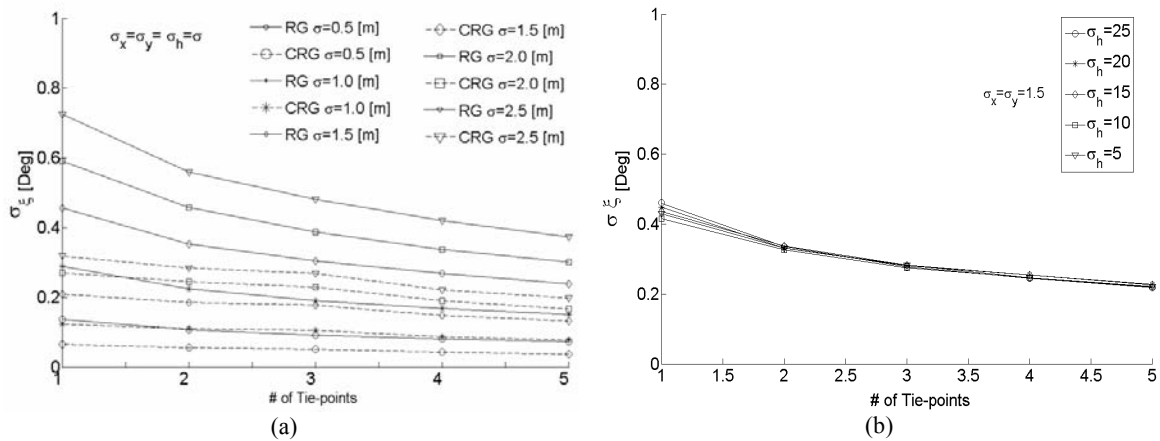 1
0.8
0.6
0.4
0.2
0
σξ [Deg]
σx=σy= σh=σ
RG σ=0.5 [m]
CRG σ=0.5 [m]
RG σ=1.0 [m]
CRG σ=1.0 [m]
RG σ=1.5 [m]
CRG σ=1.5 [m]
RG σ=2.0 [m]
CRG σ=2.0 [m]
RG σ=2.5 [m]
CRG σ=2.5 [m]
1 2 3 4 5
# of Tie-points
(a)
1
0.8
0.6
0.4
0.2
0
σ ξ [Deg]
σx=σy=1.5
σh=25
σh=20
σh=15
σh=10
σh=5
1 1.5 2 2.5 3 3.5 4 4.5 5
# of Tie-points
(b)